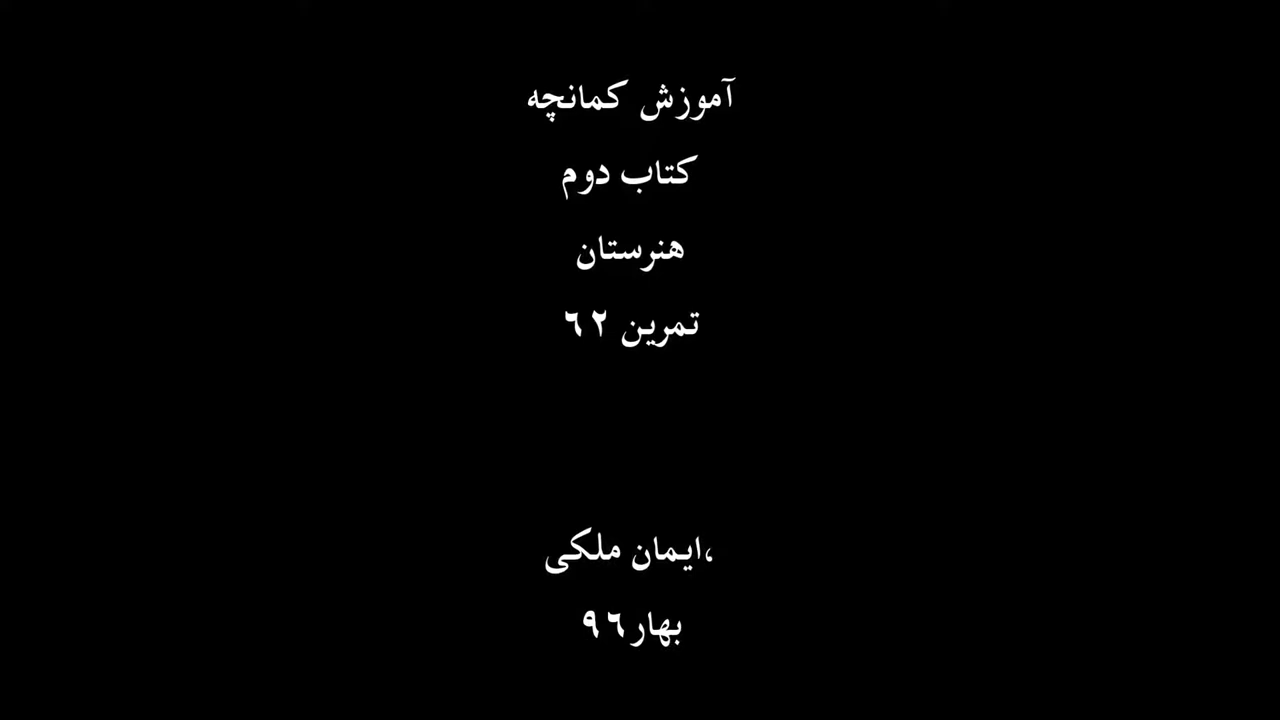 آموزش کمانچه
کتاب دوم
هنرستان
تمرین ٦٢
،ایمان ملکی
بهار٩٦